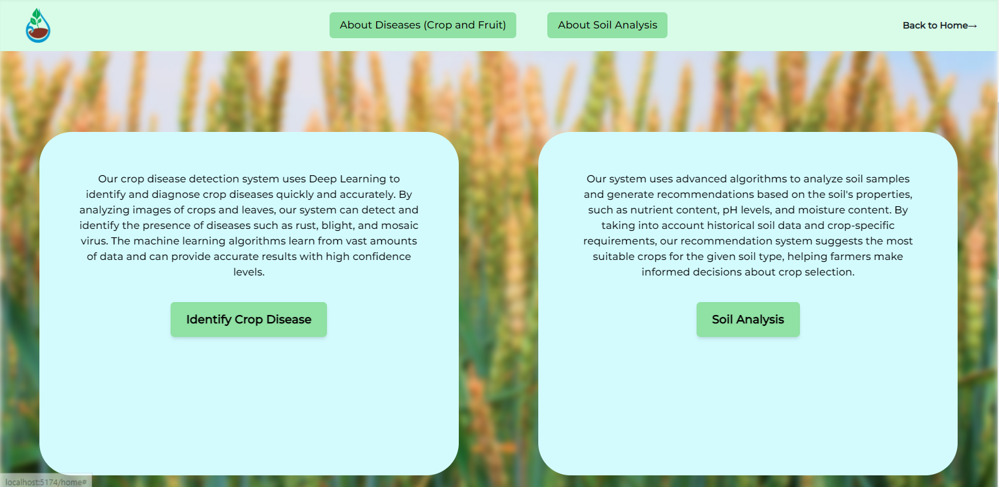 About Diseases (Crop and Fruit)
About Soil Analysis
Back to Home→
Our crop disease detection system uses Deep Learning to
identify and diagnose crop diseases quickly and accurately. By
analyzing images of crops and leaves, our system can detect and
identify the presence of diseases such as rust, blight, and mosaic
virus. The machine learning algorithms learn from vast amounts
of data and can provide accurate results with high confidence
levels.
Identify Crop Disease
Our system uses advanced algorithms to analyze soil samples
and generate recommendations based on the soil's properties,
such as nutrient content, pH levels, and moisture content. By
taking into account historical soil data and crop-specific
requirements, our recommendation system suggests the most
suitable crops for the given soil type, helping farmers make
informed decisions about crop selection.
Soil Analysis
localhost:5174/home#